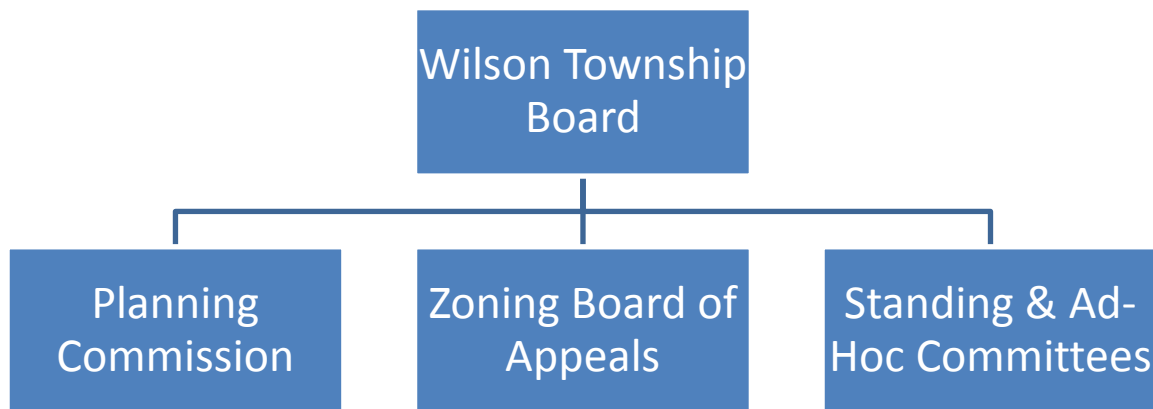 Wilson Township
Board
Planning
Commission
Zoning Board of
Appeals
Standing & Ad-
Hoc Committees